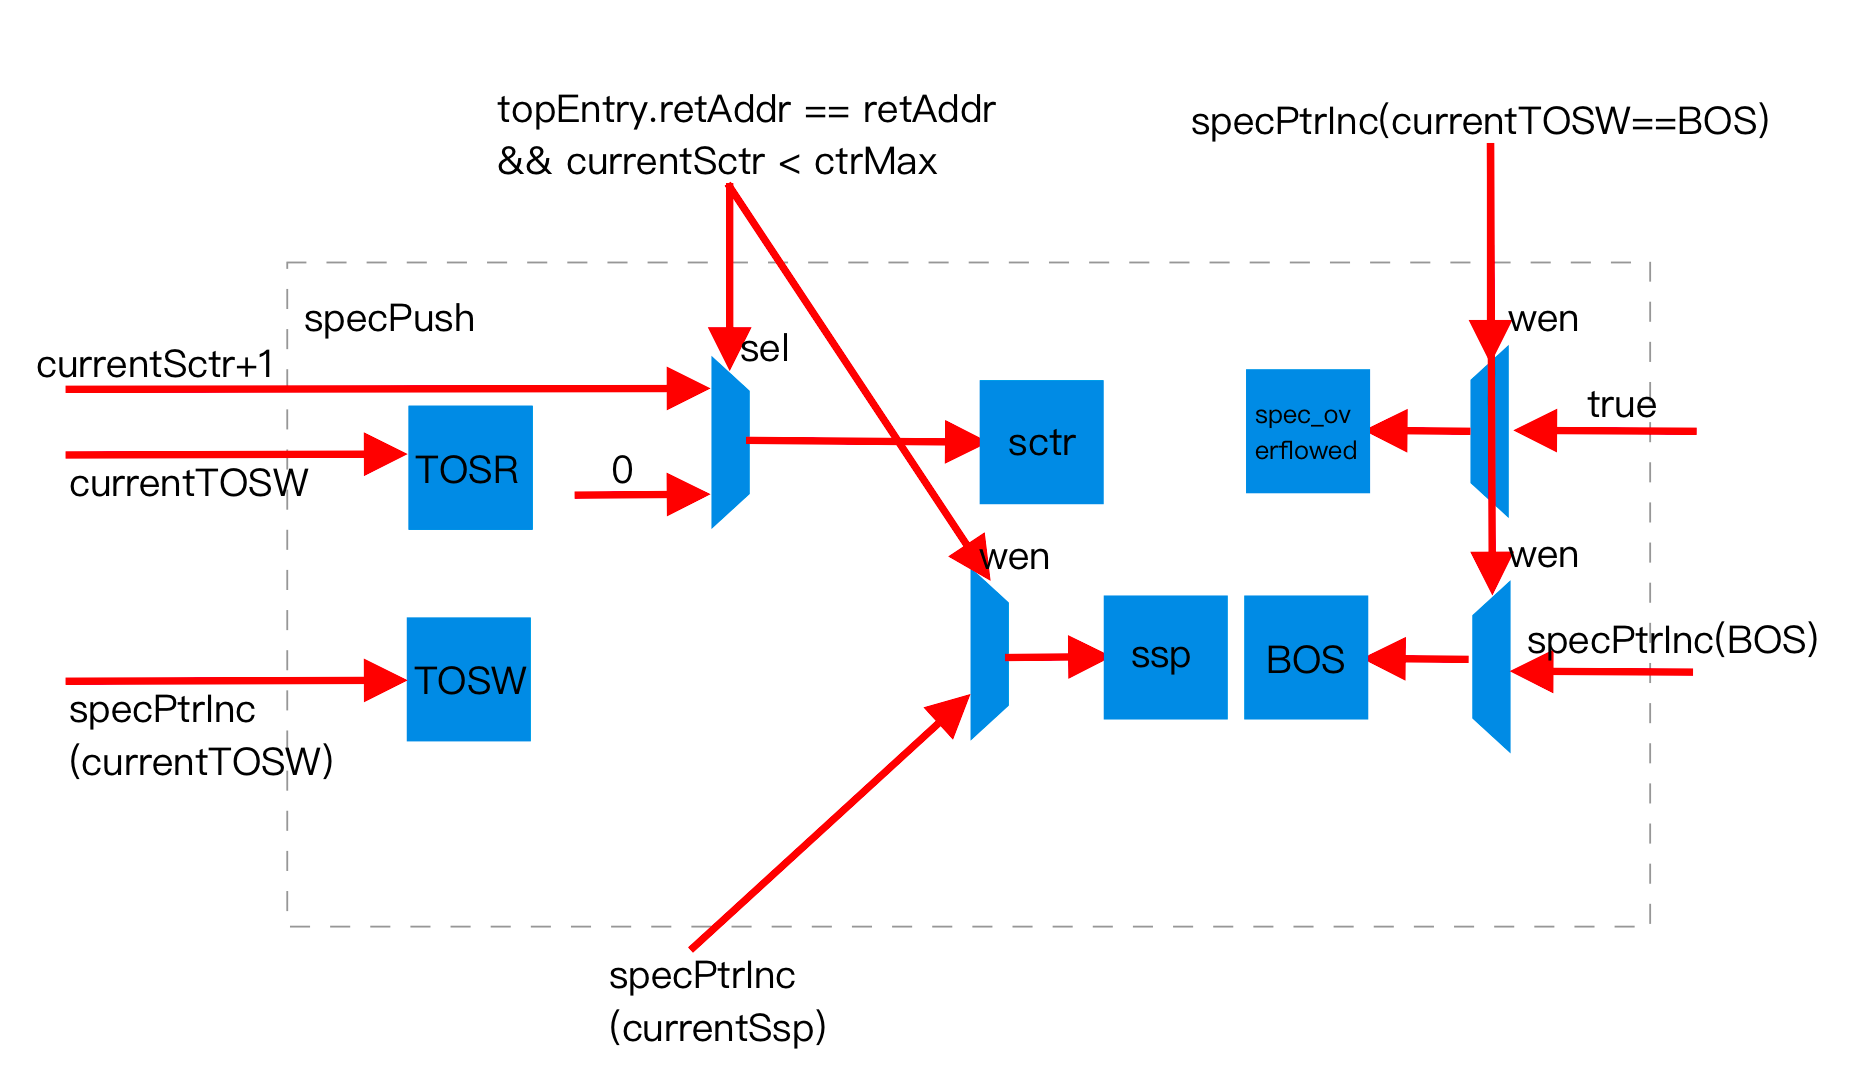 topEntry.retAddr == retAddr
&& currentSctr < ctrMax
specPtrInc(currentTOSW==BOS)
specPush
wen
sel
currentSctr+1
true
spec_ov
erflowed
sctr
TOSR
0
currentTOSW
wen
wen
specPtrInc(BOS)
ssp
BOS
TOSW
specPtrInc
(currentTOSW)
specPtrInc
(currentSsp)